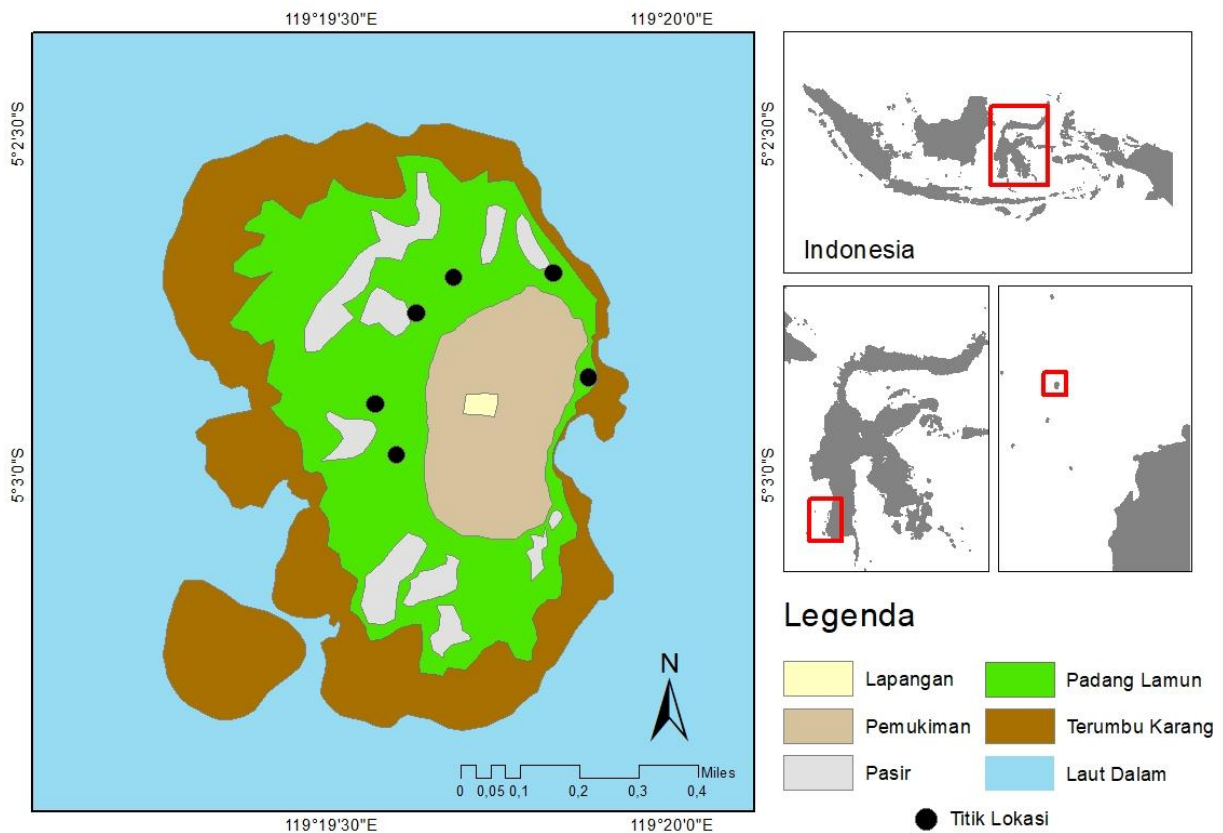 119°19'30"E
119°20'0"E
5°2'30"S
5°2'30"S
5°3'0"S
5°3'0"S
N
Miles
0 0,05 0,1 0,2 0,3 0,4
119°19'30"E
119°20'0"E
Indonesia
Legenda
Lapangan
Padang Lamun
Pemukiman
Terumbu Karang
Pasir
Laut Dalam
Titik Lokasi